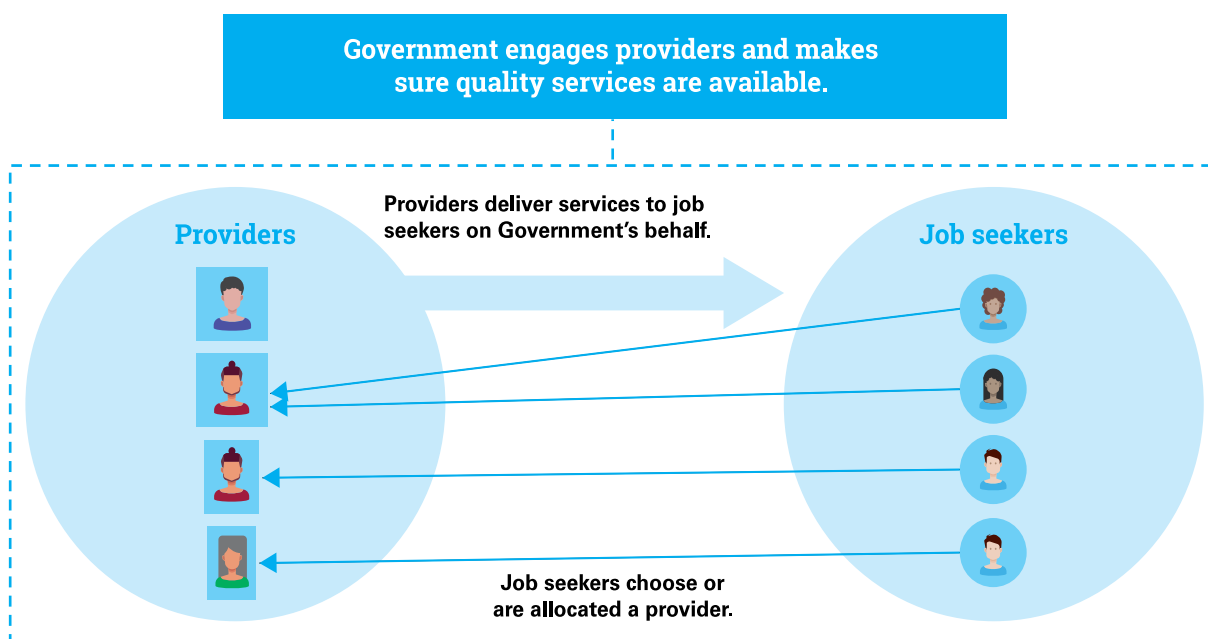 Government engages providers and makes
sure quality services are available.
Providers deliver services to job
seekers on Government’s behalf.
Providers
Job seekers
Job seekers choose or
are allocated a provider.